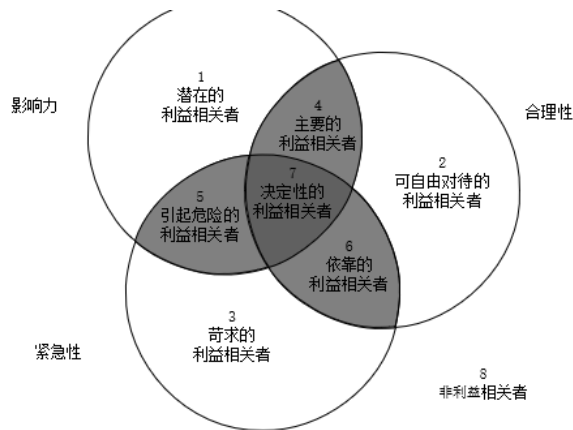 1
潜在的
利益相关者
影响力
4
主要的
利益相关者
合理性
2
可自由对待的
利益相关者
7
决定性的
利益相关者
5
引起危险的
利益相关者
6
依靠的
利益相关者
3
苛求的
利益相关者
紧急性
8
非利益相关者